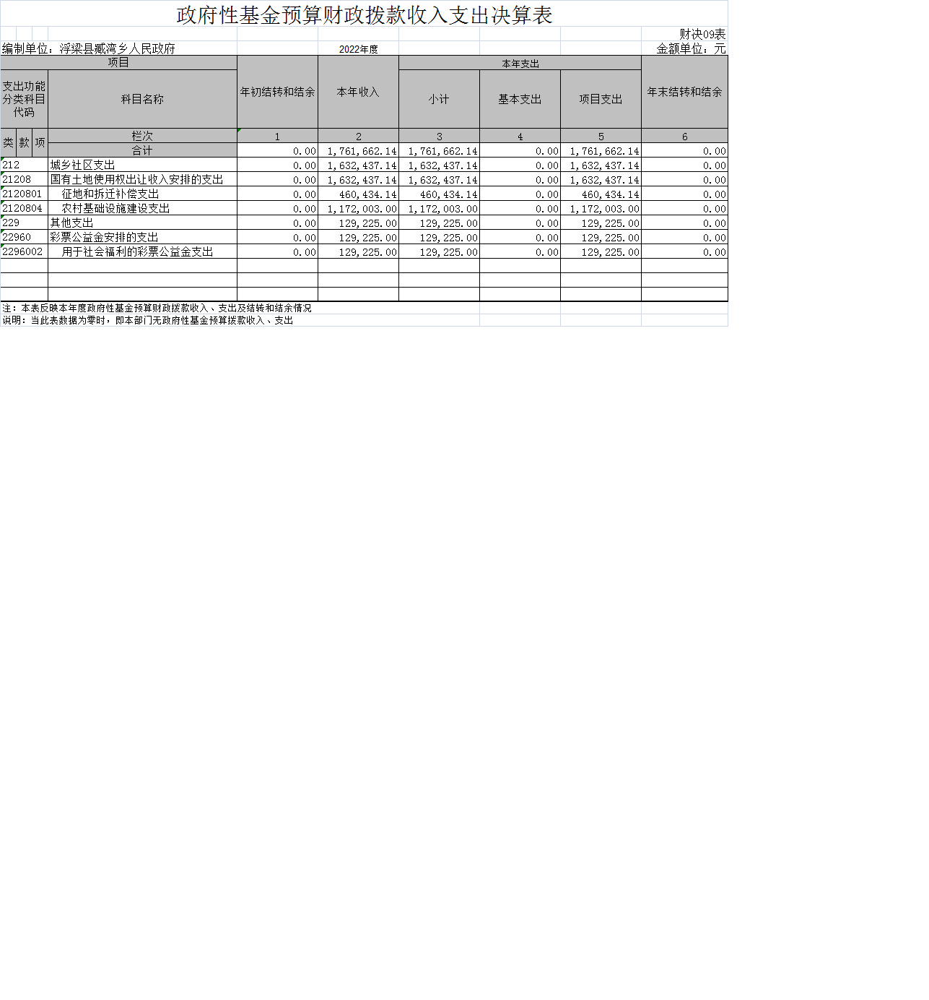 政府性基金预算财政拨款收入支出决算表
财决09表
编制单位：浮梁县臧湾乡人民政府 2022年度 金额单位：元
项目 年初结转和结余 本年收入 本年支出 年末结转和结余
支出功能分类科目代码 科目名称 小计 基本支出 项目支出
类 款 项 栏次 1 2 3 4 5 6
合计 0.00 1,761,662.14 1,761,662.14 0.00 1,761,662.14 0.00
212 城乡社区支出 0.00 1,632,437.14 1,632,437.14 0.00 1,632,437.14 0.00
21208 国有土地使用权出让收入安排的支出 0.00 1,632,437.14 1,632,437.14 0.00 1,632,437.14 0.00
2120801 征地和拆迁补偿支出 0.00 460,434.14 460,434.14 0.00 460,434.14 0.00
2120804 农村基础设施建设支出 0.00 1,172,003.00 1,172,003.00 0.00 1,172,003.00 0.00
229 其他支出 0.00 129,225.00 129,225.00 0.00 129,225.00 0.00
22960 彩票公益金安排的支出 0.00 129,225.00 129,225.00 0.00 129,225.00 0.00
2296002 用于社会福利的彩票公益金支出 0.00 129,225.00 129,225.00 0.00 129,225.00 0.00
注：本表反映本年度政府性基金预算财政拨款收入、支出及结转和结余情况
说明：当此表数据为零时，即本部门无政府性基金预算拨款收入、支出